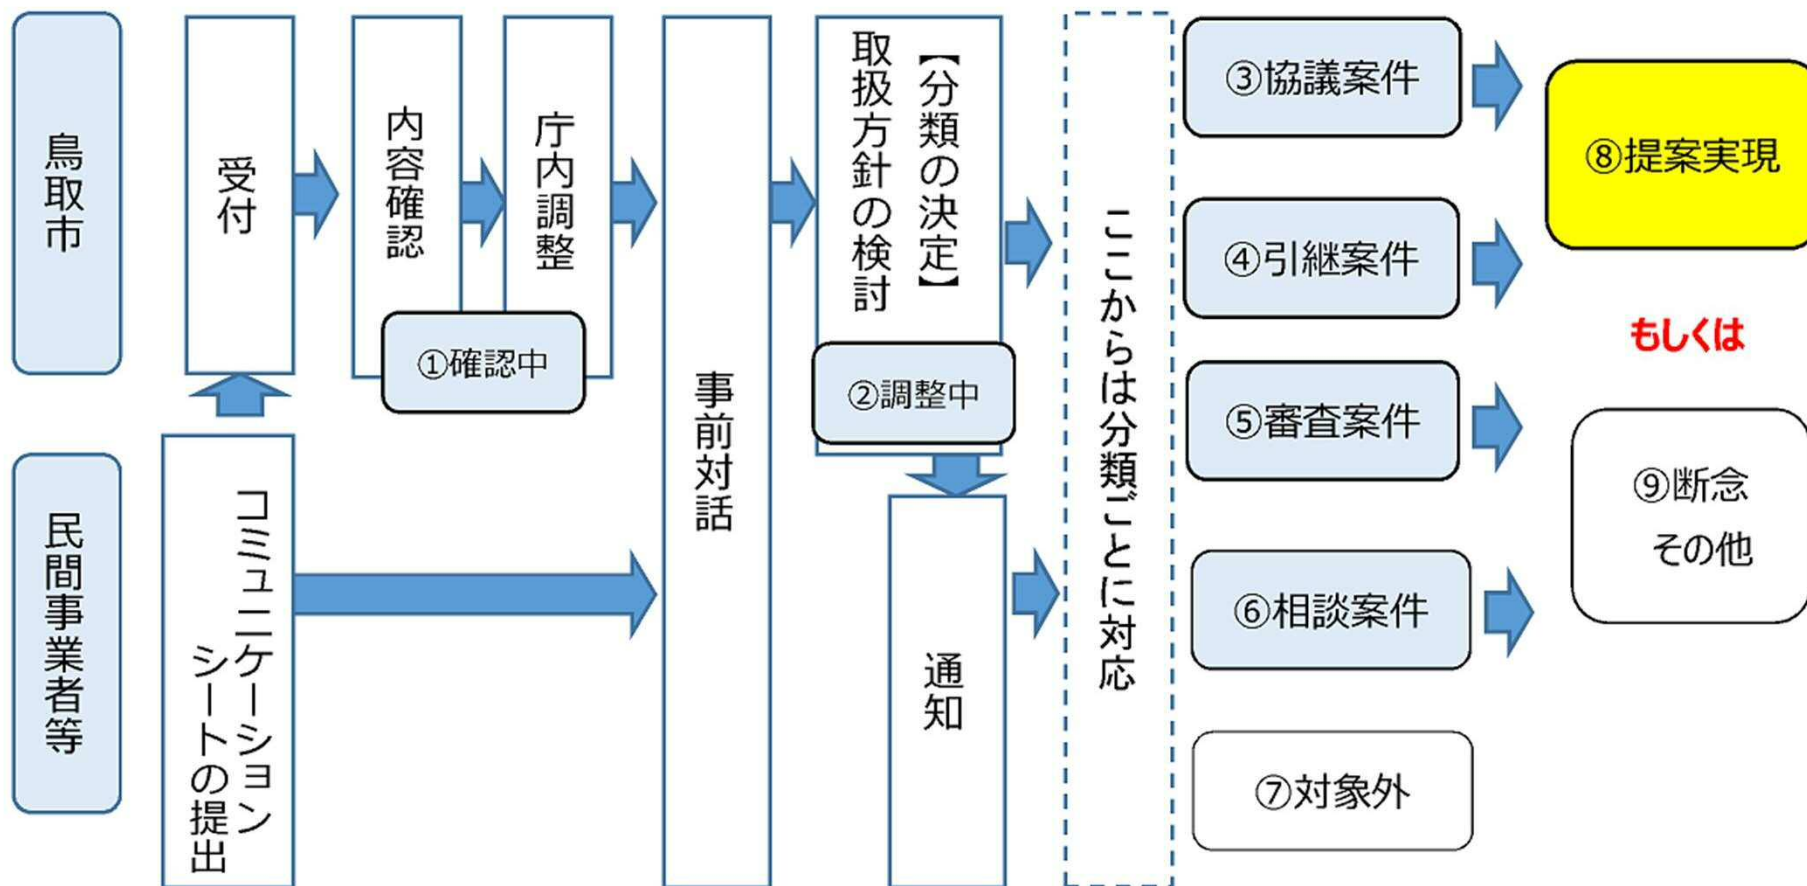 鳥取市
民間事業者等
受付
コミュニケーション
シートの提出
内容確認
庁内調整
①確認中
事前対話
【分類の決定】
取扱方針の検討
②調整中
通知
ここからは分類ごとに対応
③協議案件
④引継案件
⑤審査案件
⑥相談案件
⑦対象外
⑧提案実現
もしくは
⑨断念
その他